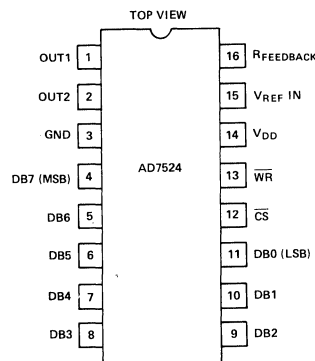 TOP VIEW
OUT1 1 16 RFEEDBACK
OUT2 2 15 VREF IN
GND 3 14 VDD
AD7524
DB7 (MSB) 4 13 WR
DB6 5 12 CS
DB5 6 11 DB0 (LSB)
DB4 7 10 DB1
DB3 8 9 DB2